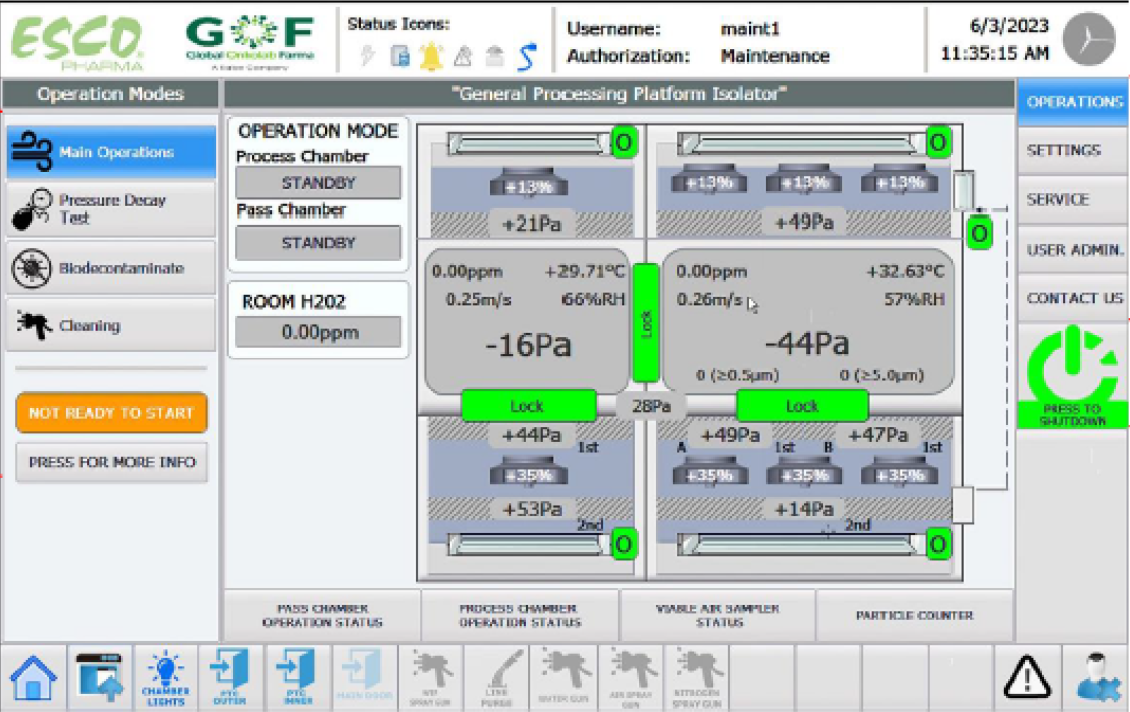 ESCO
PHARMA
GOF
Global Onkolab Farma
A Kalbe Company
Status Icons:
Username: maint1
Authorization: Maintenance
6/3/2023
11:35:15 AM
Operation Modes
"General Processing Platform Isolator"
Main Operations
Pressure Decay
Test
Biodecontaminate
Cleaning
NOT READY TO START
PRESS FOR MORE INFO
OPERATION MODE
Process Chamber
STANDBY
Pass Chamber
STANDBY
ROOM H202
0.00ppm
O
O
+13%
+13%
+13%
+13%
+21Pa
+49Pa
O
0.00ppm +29.71°C
0.25m/s 66%RH
-16Pa
Lock
0.00ppm +32.63°C
0.26m/s 57%RH
-44Pa
0 (≥0.5µm) 0 (≥5.0µm)
Lock
28Pa
Lock
+44Pa
1st
+49Pa
+47Pa
A 1st B 1st
+35%
+35%
+35%
+35%
+53Pa
2nd
+14Pa
2nd
O
O
OPERATIONS
SETTINGS
SERVICE
USER ADMIN.
CONTACT US
PRESS TO
SHUTDOWN
PASS CHAMBER
OPERATION STATUS
PROCESS CHAMBER
OPERATION STATUS
VIABLE AIR SAMPLER
STATUS
PARTICLE COUNTER
CHAMBER
LIGHTS
PTC
OUTER
PTC
INNER
MAIN DOOR
SPRAY GUN
LINE
PURGE
WATER GUN
AIR SPRAY
GUN
NITROGEN
SPRAY GUN